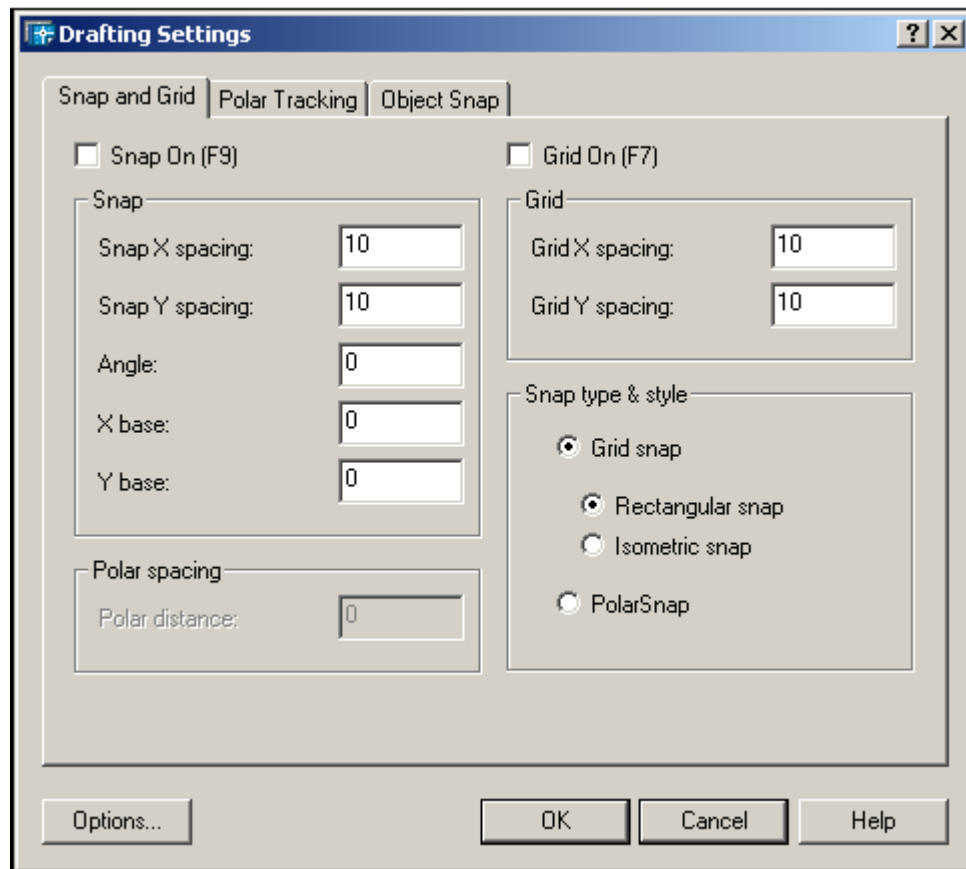 Drafting Settings
Snap and Grid Polar Tracking Object Snap
Snap On (F9)
Snap
Snap X spacing: 10
Snap Y spacing: 10
Angle: 0
X base: 0
Y base: 0
Polar spacing
Polar distance: 0
Grid On (F7)
Grid
Grid X spacing: 10
Grid Y spacing: 10
Snap type & style
Grid snap
Rectangular snap
Isometric snap
PolarSnap
Options... OK Cancel Help